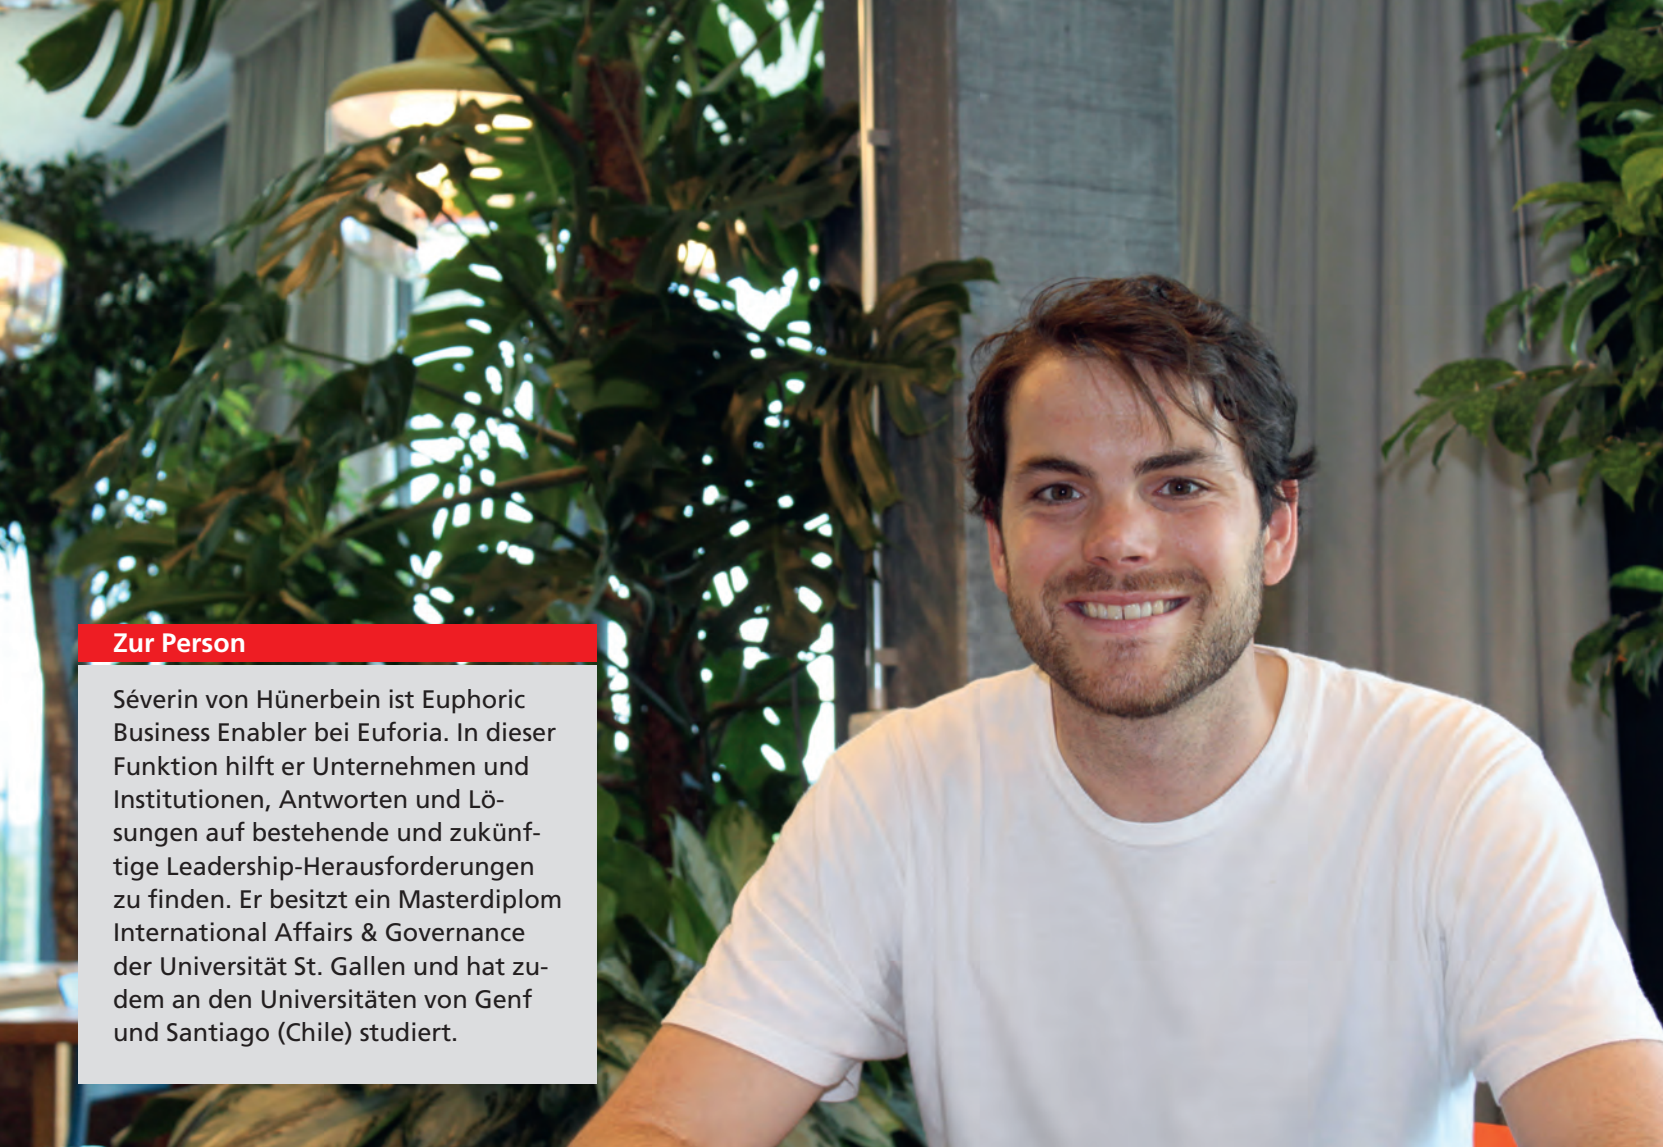 Zur Person
Séverin von Hünerbein ist Euphoric
Business Enabler bei Euforia. In dieser
Funktion hilft er Unternehmen und
Institutionen, Antworten und Lö-
sungen auf bestehende und zukünf-
tige Leadership-Herausforderungen
zu finden. Er besitzt ein Masterdiplom
International Affairs & Governance
der Universität St. Gallen und hat zu-
dem an den Universitäten von Genf
und Santiago (Chile) studiert.